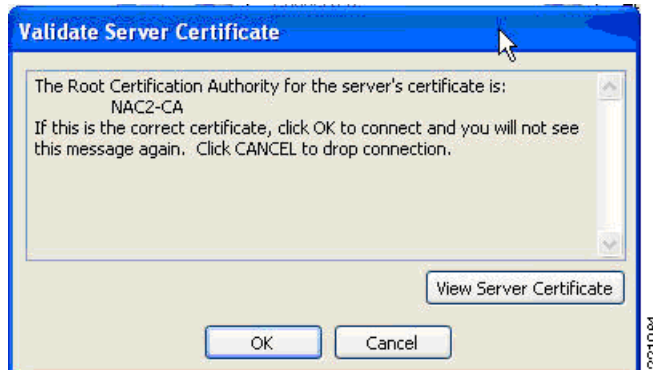 Validate Server Certificate
The Root Certification Authority for the server's certificate is:
NAC2-CA
If this is the correct certificate, click OK to connect and you will not see
this message again. Click CANCEL to drop connection.
View Server Certificate
OK
Cancel